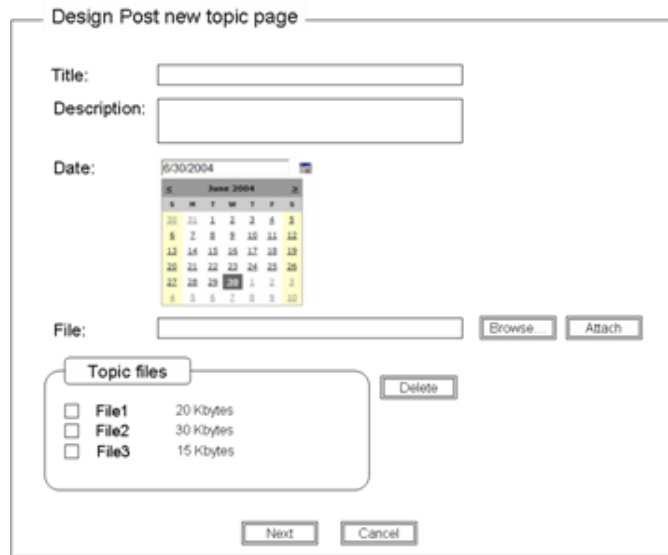 Design Post new topic page
Title:
Description:
Date:
6/30/2004
< June 2004 >
S M T W T F S
30 31 1 2 3 4 5
6 7 8 9 10 11 12
13 14 15 16 17 18 19
20 21 22 23 24 25 26
27 28 29 30 1 2 3
4 5 6 7 8 9 10
File:
Browse...
Attach
Topic files
Delete
File1 20 Kbytes
File2 30 Kbytes
File3 15 Kbytes
Next
Cancel